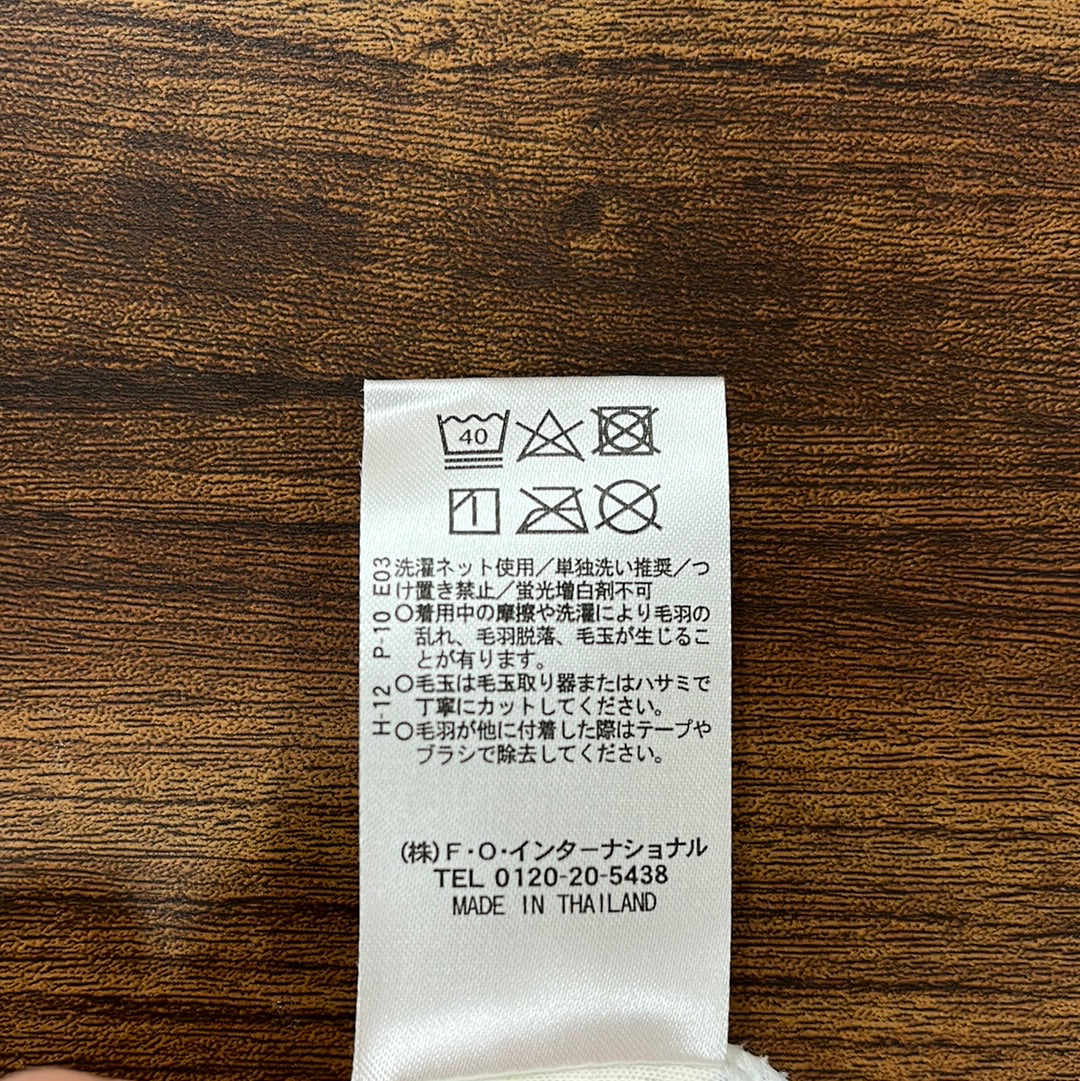 40
洗濯ネット使用/単独洗い推奨/つ
け置き禁止/蛍光増白剤不可
○着用中の摩擦や洗濯により毛羽の
乱れ、毛羽脱落、毛玉が生じるこ
とが有ります。
○毛玉は毛玉取り器またはハサミで
丁寧にカットしてください。
○毛羽が他に付着した際はテープや
ブラシで除去してください。
H-12 P-10 E03
(株)F・O・インターナショナル
TEL 0120-20-5438
MADE IN THAILAND